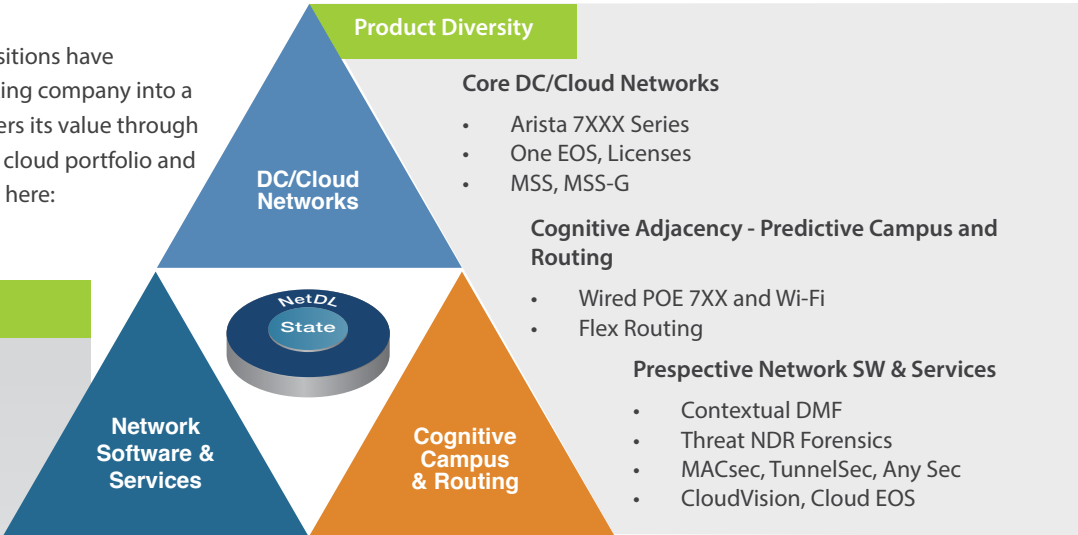 sitions have
ing company into a
ers its value through
cloud portfolio and
here:
Product Diversity
Core DC/Cloud Networks
• Arista 7XXX Series
• One EOS, Licenses
• MSS, MSS-G
Cognitive Adjacency - Predictive Campus and
Routing
• Wired POE 7XX and Wi-Fi
• Flex Routing
Prespective Network SW & Services
• Contextual DMF
• Threat NDR Forensics
• MACsec, TunnelSec, Any Sec
• CloudVision, Cloud EOS
DC/Cloud
Networks
NetDL
State
Network
Software &
Services
Cognitive
Campus
& Routing